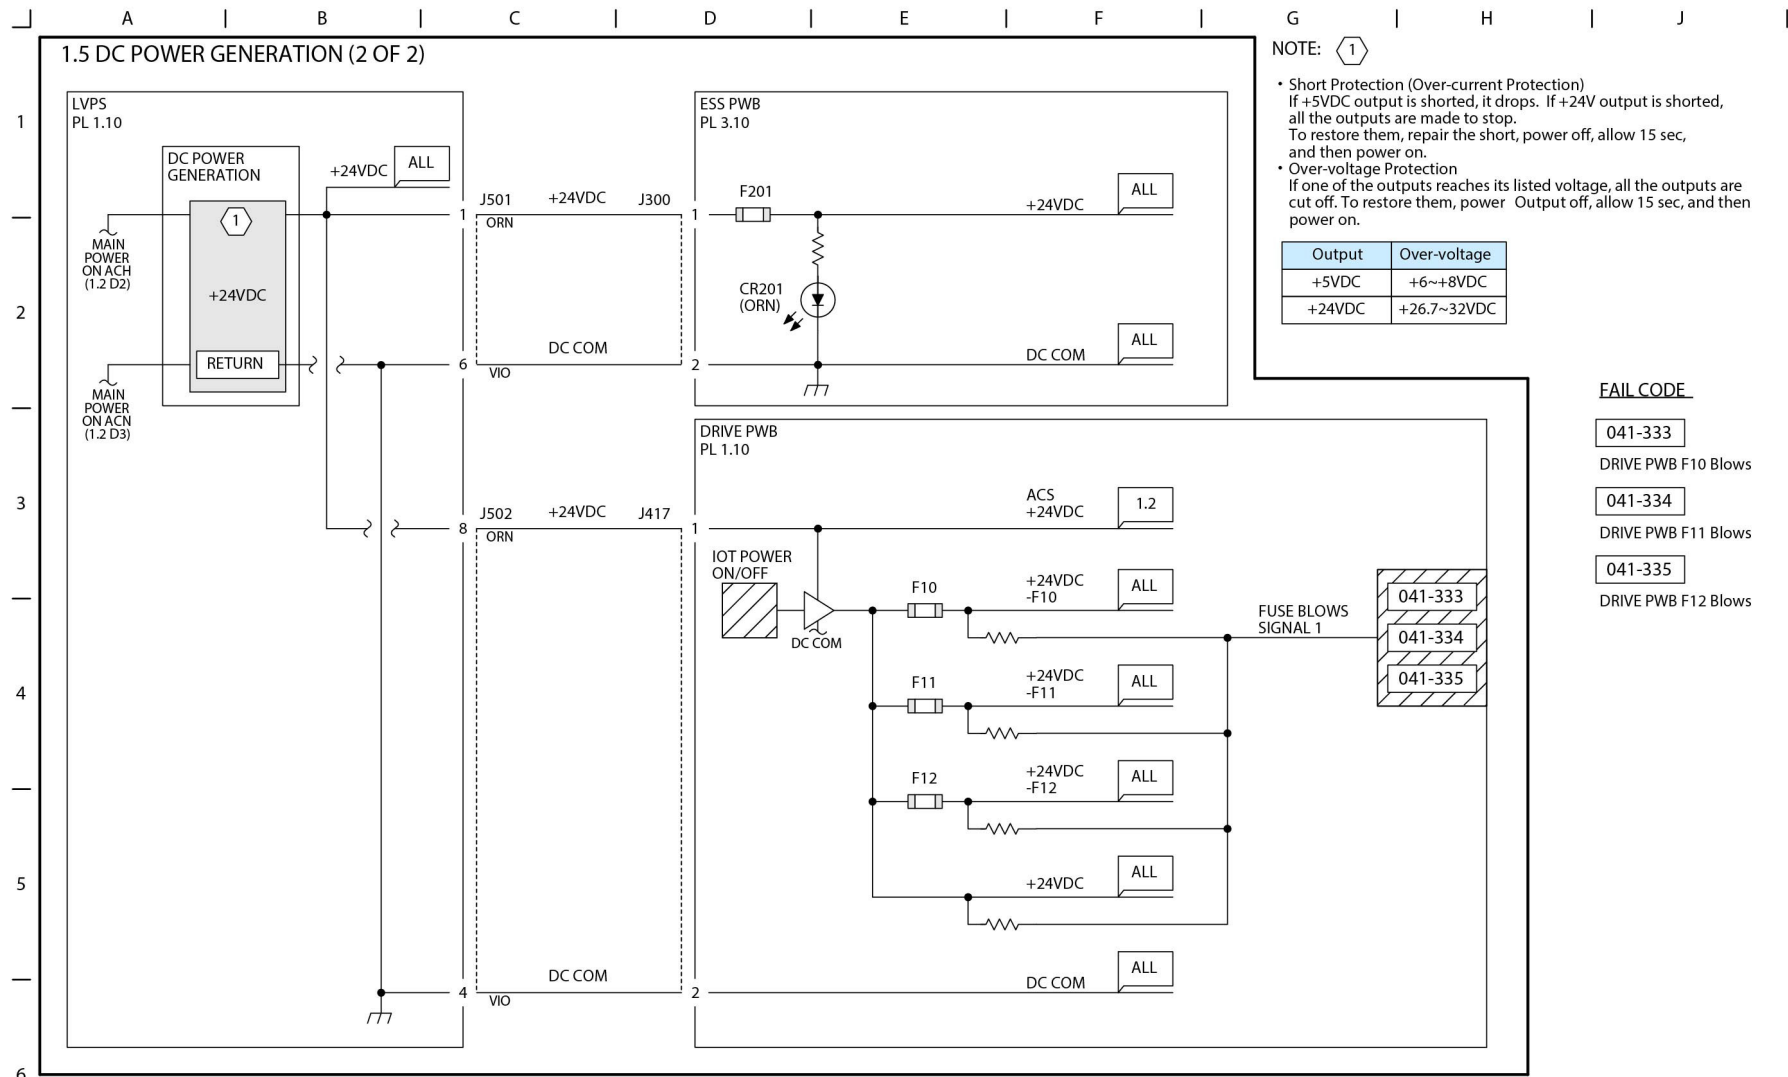 A B C D E F G H J
1.5 DC POWER GENERATION (2 OF 2)
1
2
3
4
5
6
LVPS
PL 1.10
DC POWER
GENERATION
+24VDC
ALL
1
+24VDC
RETURN
MAIN
POWER
ON ACH
(1.2 D2)
MAIN
POWER
ON ACN
(1.2 D3)
1
J501
+24VDC
J300
1
ORN
6
DC COM
2
VIO
8
J502
+24VDC
J417
1
ORN
4
DC COM
2
VIO
ESS PWB
PL 3.10
F201
+24VDC
ALL
CR201
(ORN)
DC COM
ALL
DRIVE PWB
PL 1.10
ACS
+24VDC
1.2
IOT POWER
ON/OFF
DC COM
F10
+24VDC
-F10
ALL
F11
+24VDC
-F11
ALL
F12
+24VDC
-F12
ALL
+24VDC
ALL
DC COM
ALL
FUSE BLOWS
SIGNAL 1
041-333
041-334
041-335
NOTE: 1
• Short Protection (Over-current Protection)
If +5VDC output is shorted, it drops. If +24V output is shorted,
all the outputs are made to stop.
To restore them, repair the short, power off, allow 15 sec,
and then power on.
• Over-voltage Protection
If one of the outputs reaches its listed voltage, all the outputs are
cut off. To restore them, power Output off, allow 15 sec, and then
power on.
Output Over-voltage
+5VDC +6~+8VDC
+24VDC +26.7~32VDC
FAIL CODE
041-333
DRIVE PWB F10 Blows
041-334
DRIVE PWB F11 Blows
041-335
DRIVE PWB F12 Blows